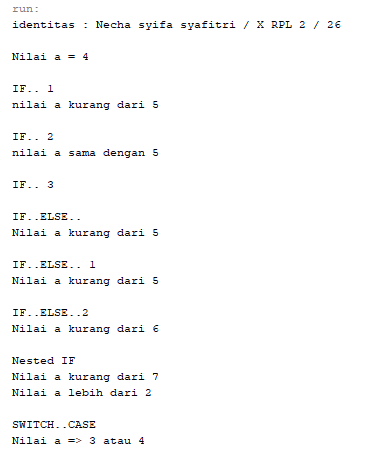 run:
identitas : Necha syifa syafitri / X RPL 2 / 26
Nilai a = 4
IF.. 1
nilai a kurang dari 5
IF.. 2
nilai a sama dengan 5
IF.. 3
IF..ELSE..
Nilai a kurang dari 5
IF..ELSE.. 1
Nilai a kurang dari 5
IF..ELSE..2
Nilai a kurang dari 6
Nested IF
Nilai a kurang dari 7
Nilai a lebih dari 2
SWITCH..CASE
Nilai a => 3 atau 4